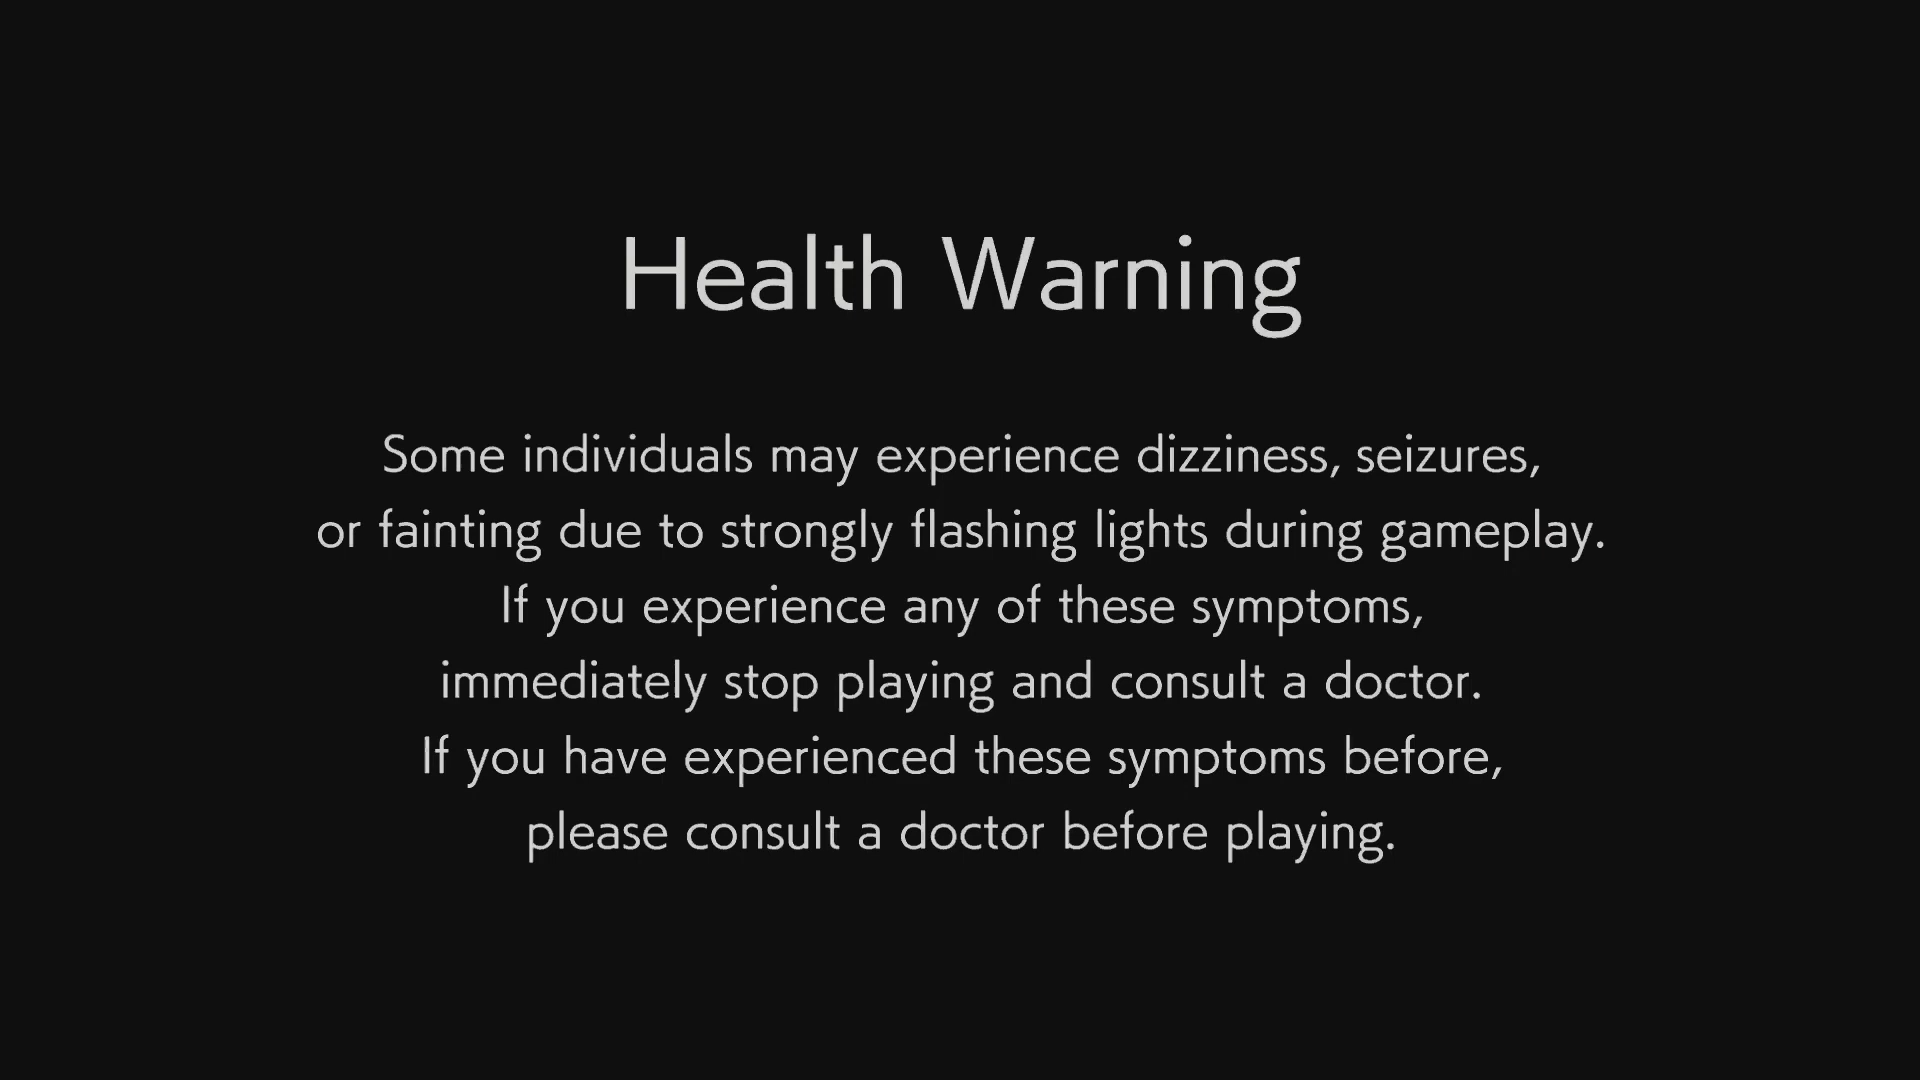 Health Warning
Some individuals may experience dizziness, seizures,
or fainting due to strongly flashing lights during gameplay.
If you experience any of these symptoms,
immediately stop playing and consult a doctor.
If you have experienced these symptoms before,
please consult a doctor before playing.